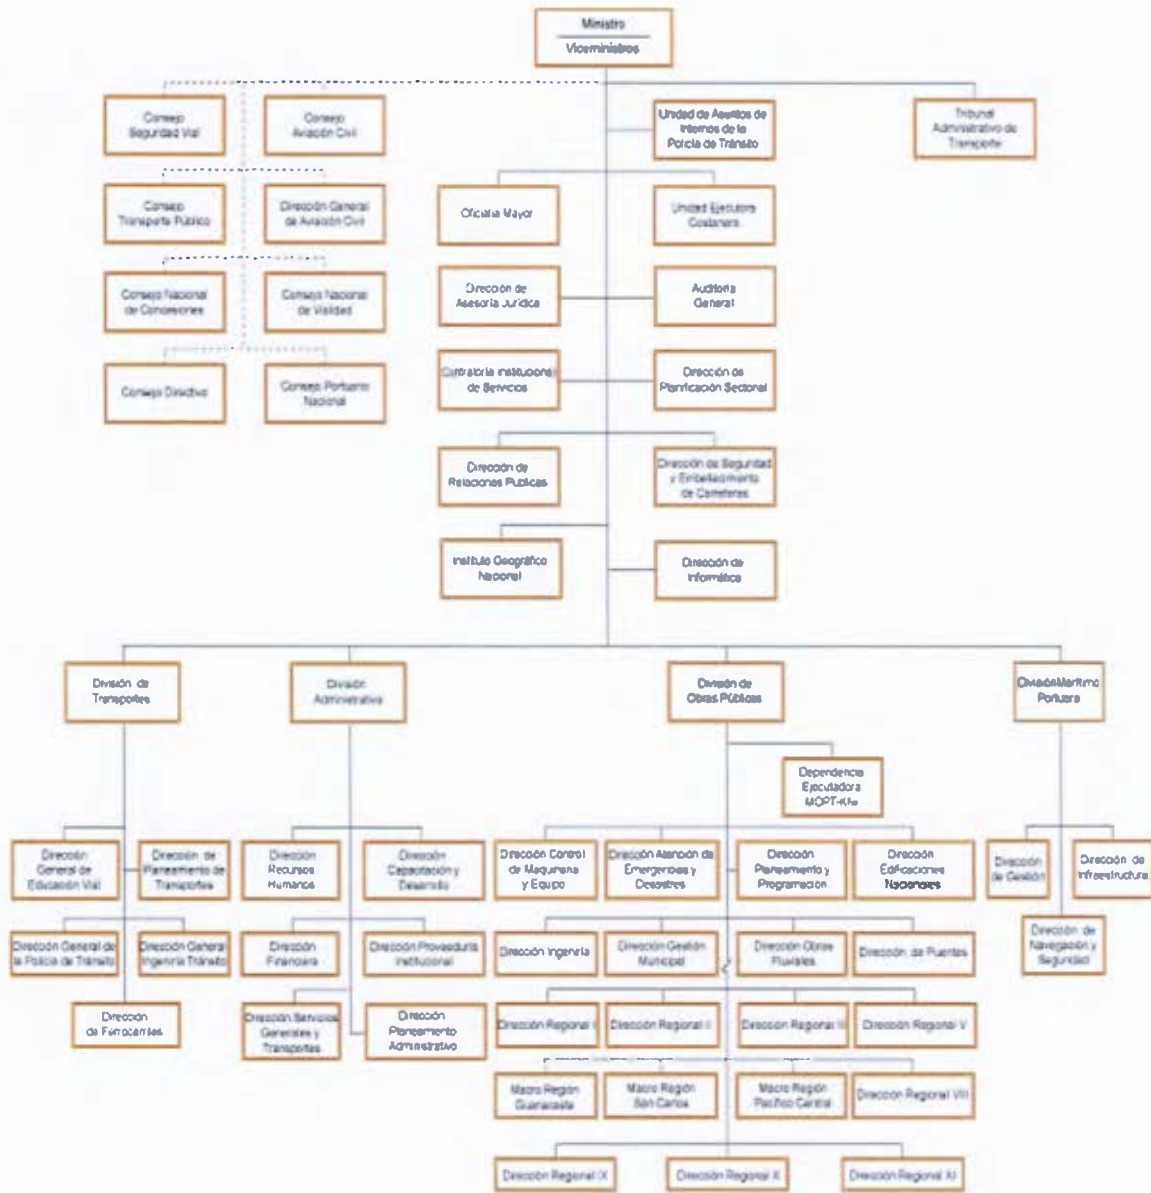 Ministro
Viceministros
Consejo
Seguridad Vial
Consejo
Aviación Civil
Unidad de Asuntos de
Internos de la
Policía de Tránsito
Tribunal
Administrativo de
Transporte
Consejo
Transporte Público
Dirección General
de Aviación Civil
Oficialía Mayor
Unidad Ejecutora
Costanera
Consejo Nacional
de Concesiones
Consejo Nacional
de Vialidad
Dirección de
Asesoría Jurídica
Auditoría
General
Consejo Directivo
Consejo Portuario
Nacional
Contraloría Institucional
de Servicios
Dirección de
Planificación Sectorial
Dirección de
Relaciones Públicas
Dirección de Seguridad
y Embellecimiento
de Carreteras
Instituto Geográfico
Nacional
Dirección de
Informática
División de
Transportes
División
Administrativa
División de
Obras Públicas
División Marítimo
Portuaria
Dependencia
Ejecutadora
MOPT-Kfw
Dirección
General de
Educación Vial
Dirección de
Planeamiento de
Transportes
Dirección
Recursos
Humanos
Dirección
Capacitación y
Desarrollo
Dirección Control
de Maquinaria
y Equipo
Dirección Atención de
Emergencias y
Desastres
Dirección
Planeamiento y
Programación
Dirección
Edificaciones
Nacionales
Dirección
de Gestión
Dirección de
Infraestructura
Dirección General de
la Policía de Tránsito
Dirección General
Ingeniría Tránsito
Dirección
Financiera
Dirección Proveeduría
Institucional
Dirección Ingeniría
Dirección Gestión
Municipal
Dirección Obras
Fluviales
Dirección de Puentes
Dirección de
Navegación y
Seguridad
Dirección
de Ferrocarriles
Dirección Servicios
Generales y
Transportes
Dirección
Planeamiento
Administrativo
Dirección Regional I
Dirección Regional
Dirección Regional
Dirección Regional V
Macro Región
Guanacaste
Macro Región
San Carlos
Macro Región
Pacífico Central
Dirección Regional VIII
Dirección Regional IX
Dirección Regional X
Dirección Regional XI